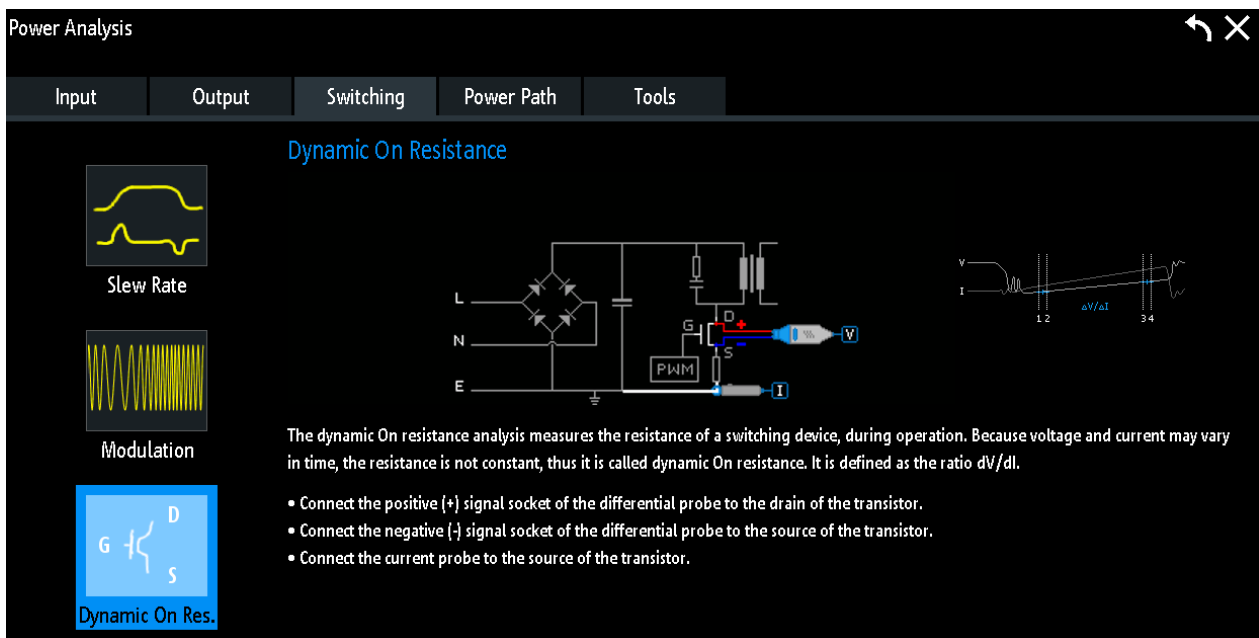 Power Analysis
Input
Output
Switching
Power Path
Tools
Slew Rate
Modulation
G
D
S
Dynamic On Res.
Dynamic On Resistance
L
N
E
G
D
+
-
S
PWM
V
I
V
I
ΔV/ΔI
1 2
3 4
The dynamic On resistance analysis measures the resistance of a switching device, during operation. Because voltage and current may vary
in time, the resistance is not constant, thus it is called dynamic On resistance. It is defined as the ratio dV/dI.
• Connect the positive (+) signal socket of the differential probe to the drain of the transistor.
• Connect the negative (-) signal socket of the differential probe to the source of the transistor.
• Connect the current probe to the source of the transistor.